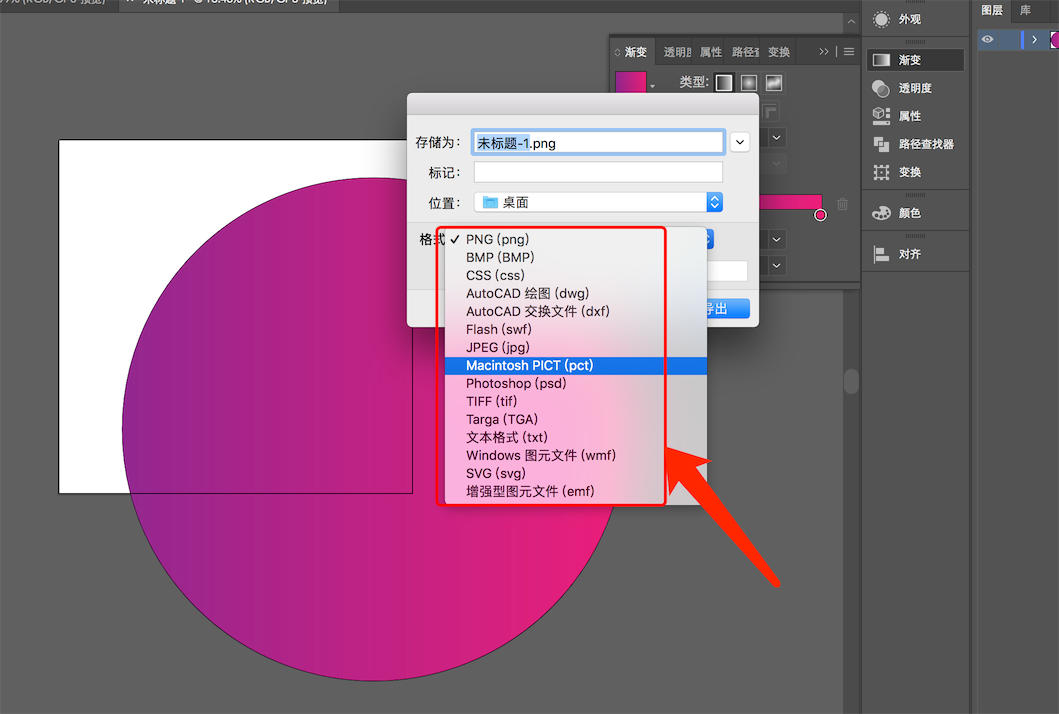 图层 库
外观
渐变 透明度 属性 路径查 变换
渐变
类型:
透明度
属性
存储为: 未标题-1.png
路径查找器
标记:
变换
位置: 桌面
颜色
格式 ✓ PNG (png)
BMP (BMP)
对齐
CSS (css)
AutoCAD 绘图 (dwg)
导出
AutoCAD 交换文件 (dxf)
Flash (swf)
JPEG (jpg)
Macintosh PICT (pct)
Photoshop (psd)
TIFF (tif)
Targa (TGA)
文本格式 (txt)
Windows 图元文件 (wmf)
SVG (svg)
增强型图元文件 (emf)